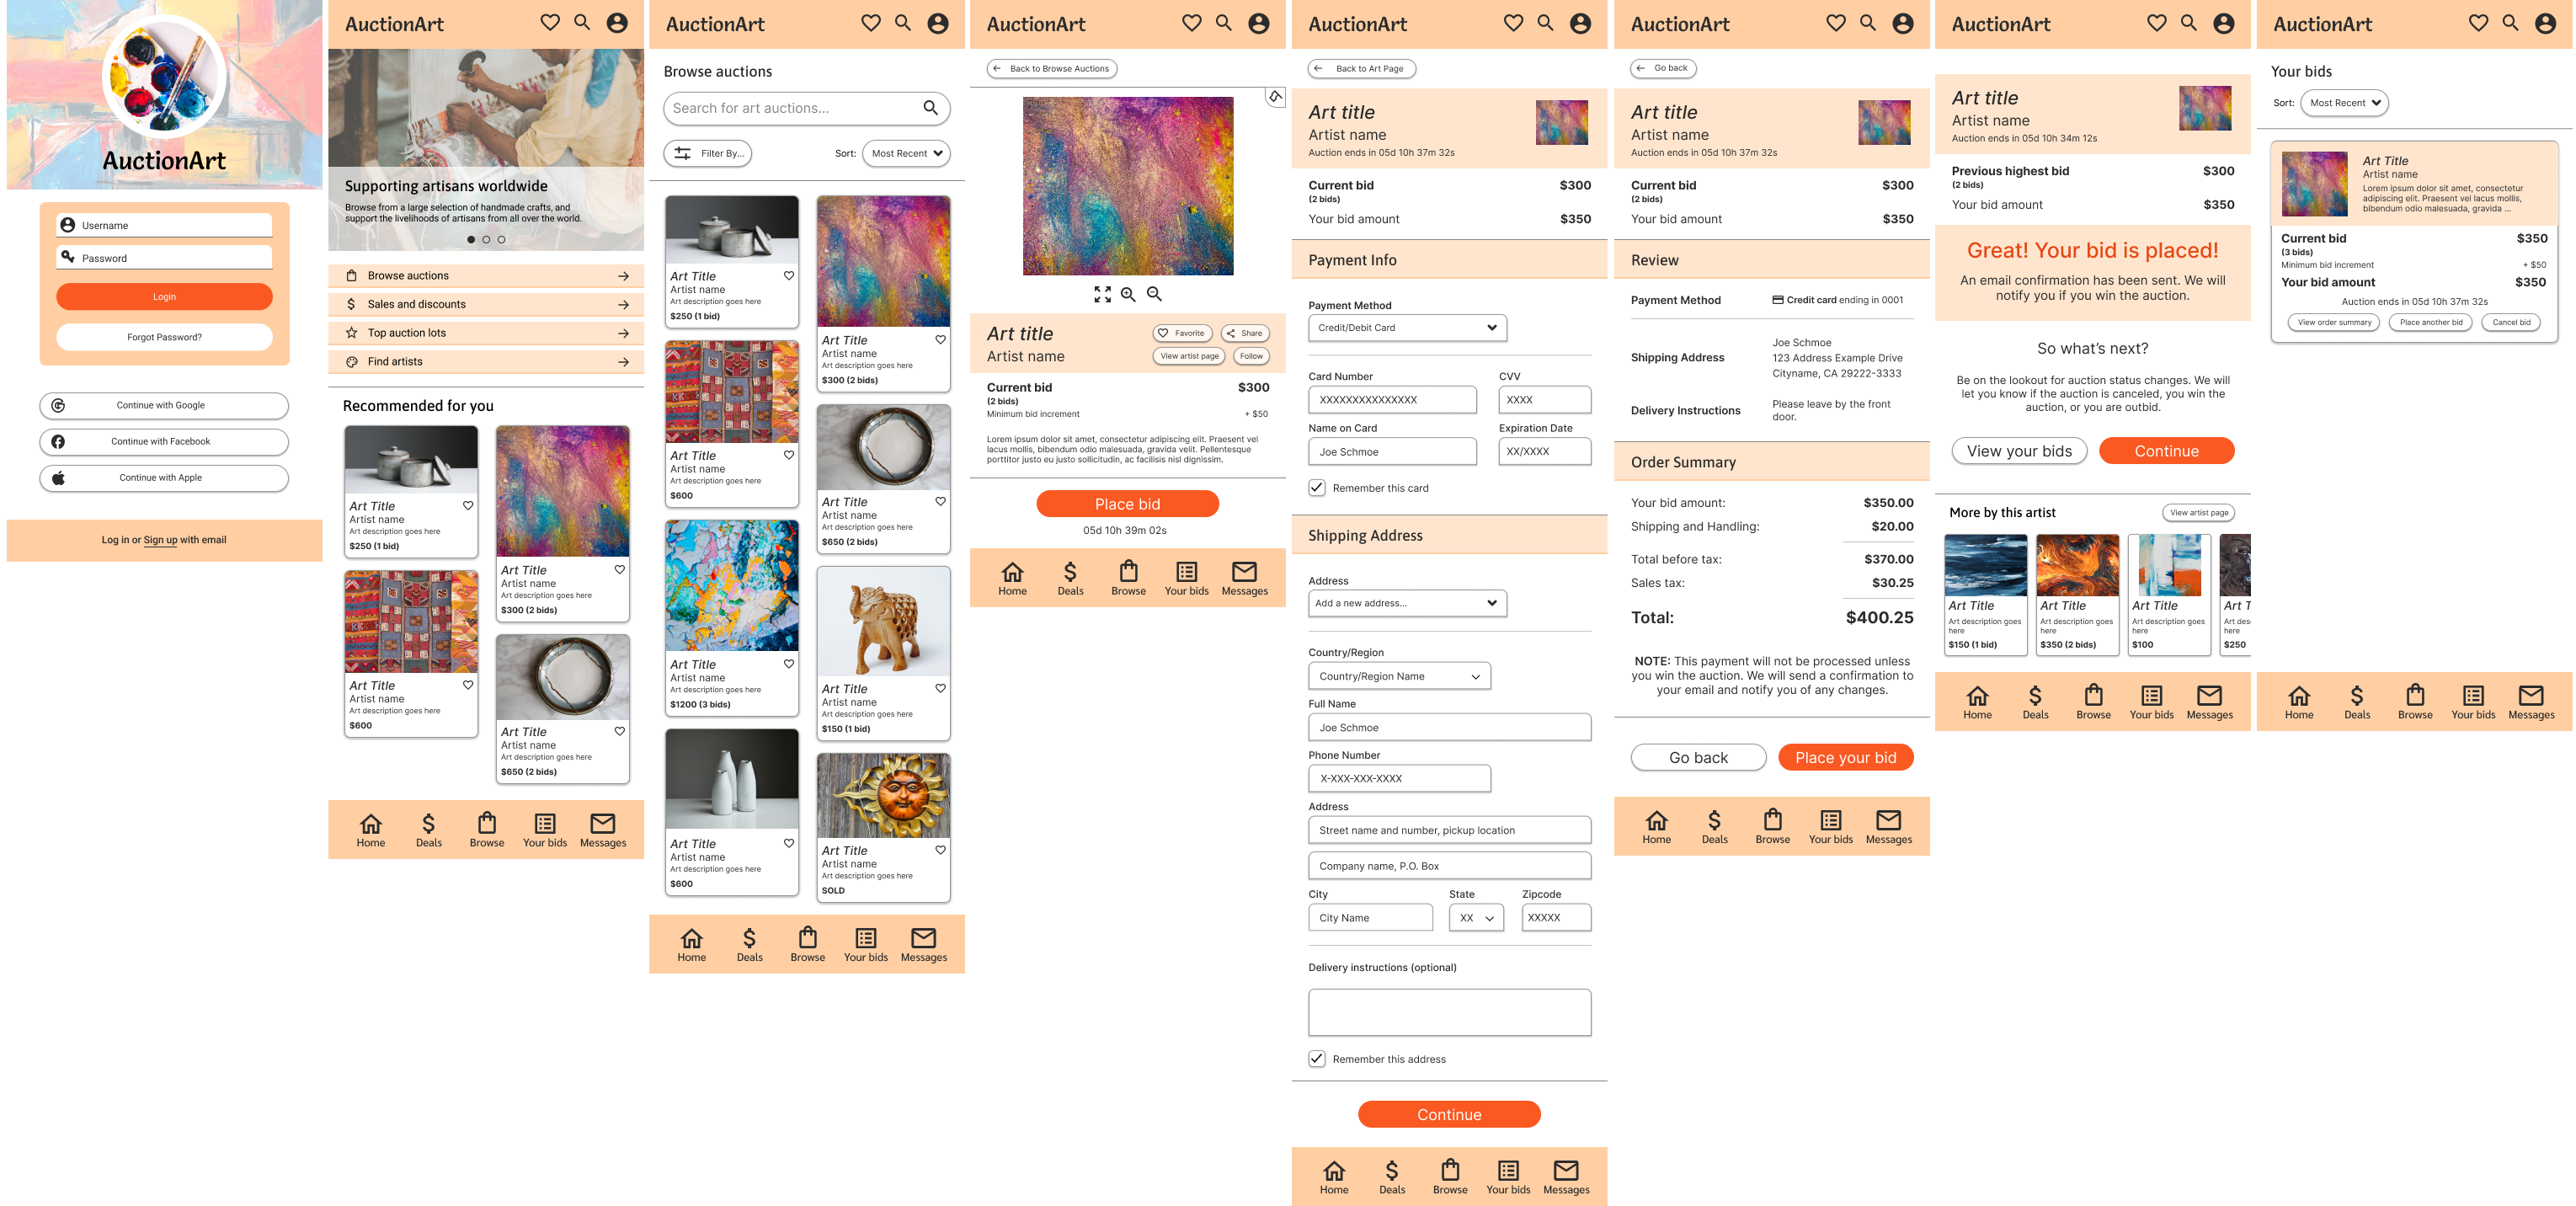 AuctionArt
Username
Password
Login
Forgot Password?
Continue with Google
Continue with Facebook
Continue with Apple
Log in or Sign up with email
AuctionArt
Supporting artisans worldwide
Browse from a large selection of handmade crafts, and
support the livelihoods of artisans from all over the world.
Browse auctions
Sales and discounts
Top auction lots
Find artists
Recommended for you
Art Title
Artist name
Art description goes here
$250 (1 bid)
Art Title
Artist name
Art description goes here
$600
Art Title
Artist name
Art description goes here
$300 (2 bids)
Art Title
Artist name
Art description goes here
$650 (2 bids)
Home Deals Browse Your bids Messages
AuctionArt
Browse auctions
Search for art auctions...
Filter By...
Sort: Most Recent
Art Title
Artist name
Art description goes here
$250 (1 bid)
Art Title
Artist name
Art description goes here
$600
Art Title
Artist name
Art description goes here
$1200 (3 bids)
Art Title
Artist name
Art description goes here
$600
Art Title
Artist name
Art description goes here
$300 (2 bids)
Art Title
Artist name
Art description goes here
$650 (2 bids)
Art Title
Artist name
Art description goes here
$150 (1 bid)
Art Title
Artist name
Art description goes here
SOLD
Home Deals Browse Your bids Messages
AuctionArt
Back to Browse Auctions
Art title
Artist name
Favorite
Share
View artist page
Follow
Current bid $300
(2 bids)
Minimum bid increment + $50
Lorem ipsum dolor sit amet, consectetur adipiscing elit. Praesent vel
lacus mollis, bibendum odio malesuada, gravida velit. Pellentesque
porttitor justo eu justo sollicitudin, ac facilisis nisl dignissim.
Place bid
05d 10h 39m 02s
Home Deals Browse Your bids Messages
AuctionArt
Back to Art Page
Art title
Artist name
Auction ends in 05d 10h 37m 32s
Current bid $300
(2 bids)
Your bid amount $350
Payment Info
Payment Method
Credit/Debit Card
Card Number CVV
XXXXXXXXXXXXXXX XXXX
Name on Card Expiration Date
Joe Schmoe XX/XXXX
Remember this card
Shipping Address
Address
Add a new address...
Country/Region
Country/Region Name
Full Name
Joe Schmoe
Phone Number
X-XXX-XXX-XXXX
Address
Street name and number, pickup location
Company name, P.O. Box
City State Zipcode
City Name XX XXXXX
Delivery instructions (optional)
Remember this address
Continue
Home Deals Browse Your bids Messages
AuctionArt
Go back
Art title
Artist name
Auction ends in 05d 10h 37m 32s
Current bid $300
(2 bids)
Your bid amount $350
Review
Payment Method Credit card ending in 0001
Shipping Address
Joe Schmoe
123 Address Example Drive
Cityname, CA 29222-3333
Delivery Instructions
Please leave by the front
door.
Order Summary
Your bid amount: $350.00
Shipping and Handling: $20.00
Total before tax: $370.00
Sales tax: $30.25
Total: $400.25
NOTE: This payment will not be processed unless
you win the auction. We will send a confirmation to
your email and notify you of any changes.
Go back
Place your bid
Home Deals Browse Your bids Messages
AuctionArt
Art title
Artist name
Auction ends in 05d 10h 34m 12s
Previous highest bid $300
(2 bids)
Your bid amount $350
Great! Your bid is placed!
An email confirmation has been sent. We will
notify you if you win the auction.
So what's next?
Be on the lookout for auction status changes. We will
let you know if the auction is canceled, you win the
auction, or you are outbid.
View your bids
Continue
More by this artist
View artist page
Art Title
Art description goes
here
$150 (1 bid)
Art Title
Art description goes
here
$350 (2 bids)
Art Title
Art description goes
here
$100
Art T
Art des
here
$250
Home Deals Browse Your bids Messages
AuctionArt
Your bids
Sort: Most Recent
Art Title
Artist name
Lorem ipsum dolor sit amet, consectetur
adipiscing elit. Praesent vel lacus mollis,
bibendum odio malesuada, gravida ...
Current bid $350
(3 bids)
Minimum bid increment + $50
Your bid amount $350
Auction ends in 05d 10h 37m 32s
View order summary
Place another bid
Cancel bid
Home Deals Browse Your bids Messages